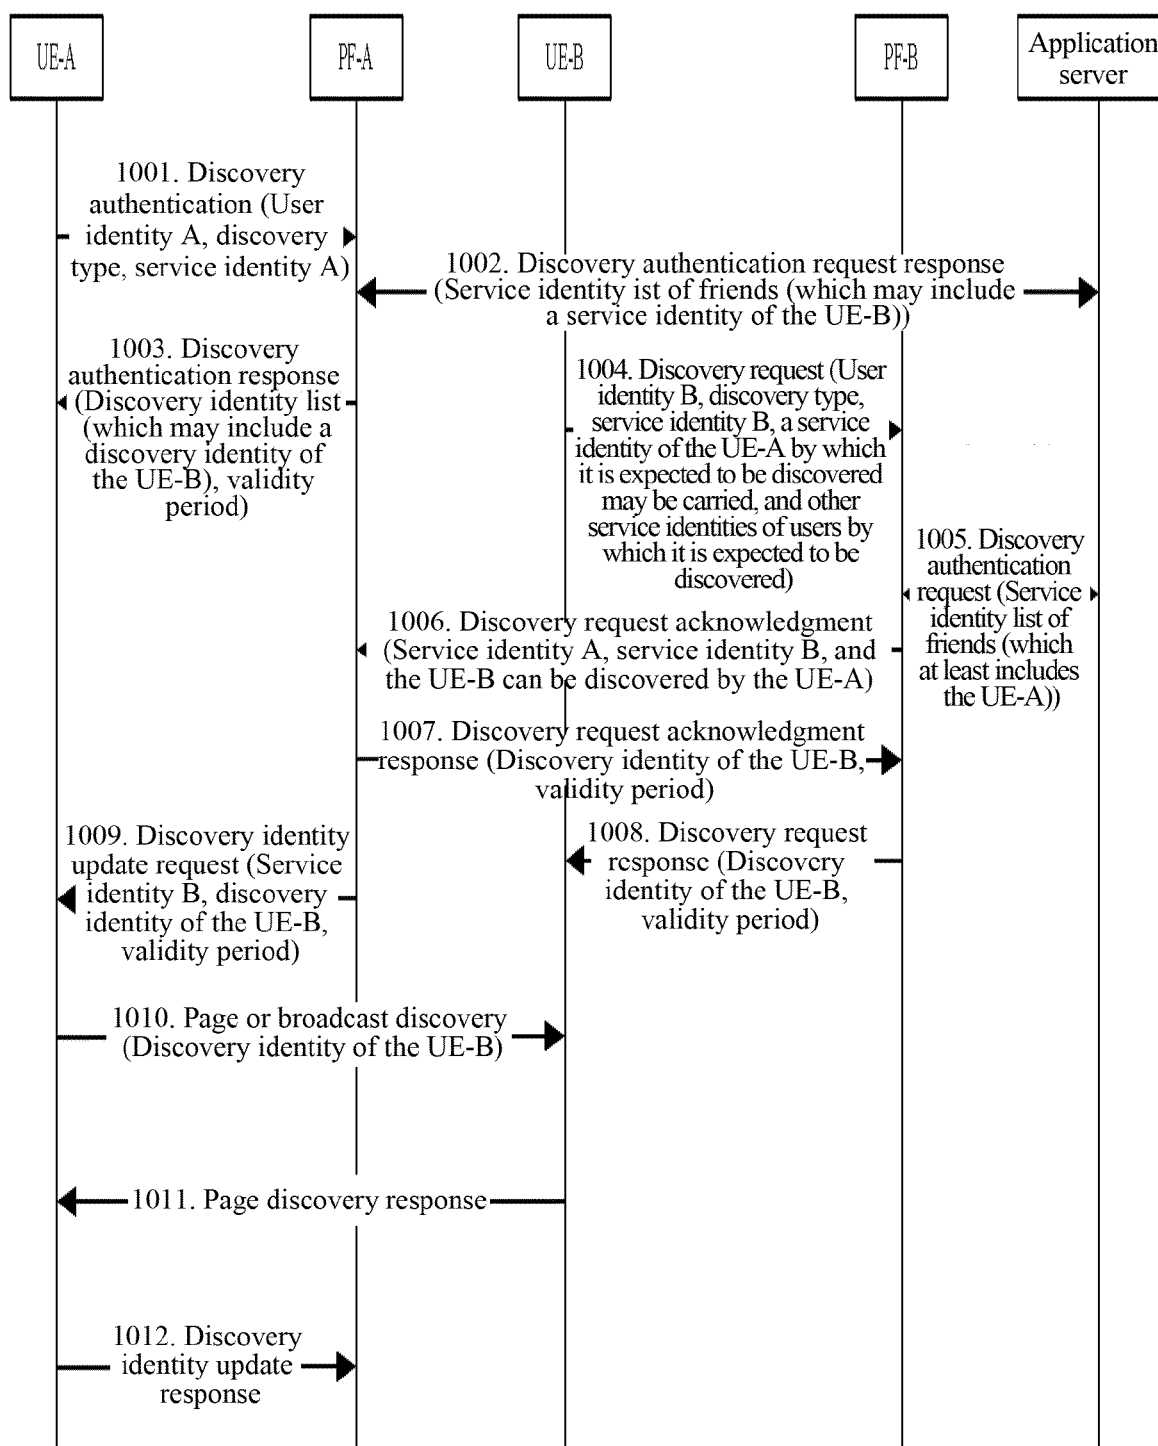 UE-A
PF-A
UE-B
PF-B
Application
server
1001. Discovery
authentication (User
identity A, discovery
type, service identity A)
1002. Discovery authentication request response
(Service identity ist of friends (which may include
a service identity of the UE-B))
1003. Discovery
authentication response
(Discovery identity list
(which may include a
discovery identity of
the UE-B), validity
period)
1004. Discovery request (User
identity B, discovery type,
service identity B, a service
identity of the UE-A by which
it is expected to be discovered
may be carried, and other
service identities of users by
which it is expected to be
discovered)
1005. Discovery
authentication
request (Service
identity list of
friends (which
at least includes
the UE-A))
1006. Discovery request acknowledgment
(Service identity A, service identity B, and
the UE-B can be discovered by the UE-A)
1007. Discovery request acknowledgment
response (Discovery identity of the UE-B,
validity period)
1008. Discovery request
response (Discovery
identity of the UE-B,
validity period)
1009. Discovery identity
update request (Service
identity B, discovery
identity of the UE-B,
validity period)
1010. Page or broadcast discovery
(Discovery identity of the UE-B)
1011. Page discovery response
1012. Discovery
identity update
response